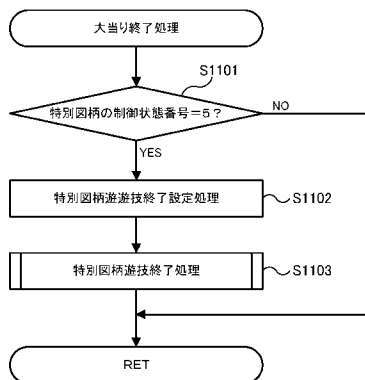 大当り終了処理
S1101
特別図柄の制御状態番号=5?
NO
YES
特別図柄遊遊技終了設定処理
S1102
特別図柄遊技終了処理
S1103
RET